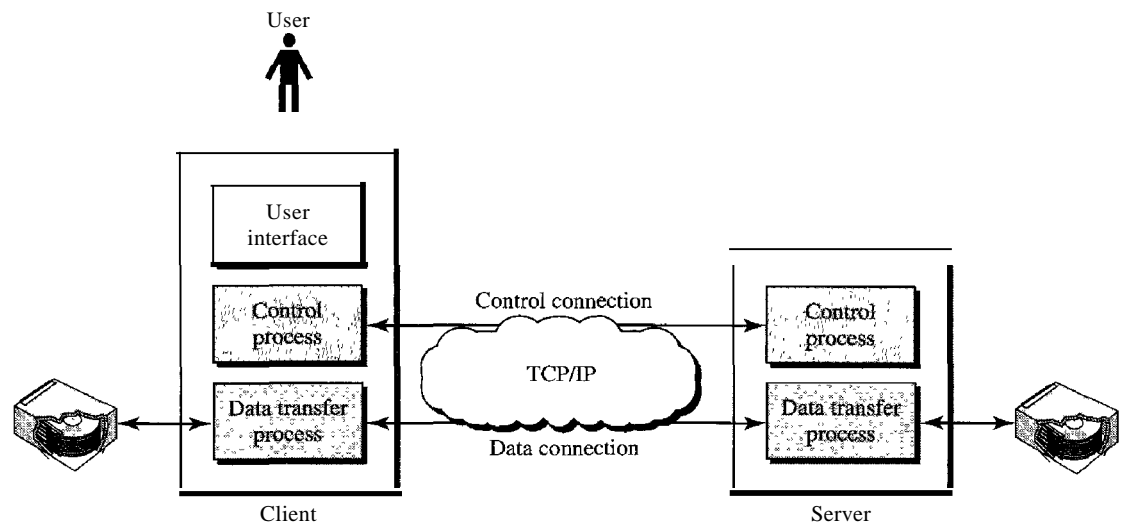 User
User
interface
Control
process
Data transfer
process
Client
Control connection
TCP/IP
Data connection
Control
process
Data transfer
process
Server